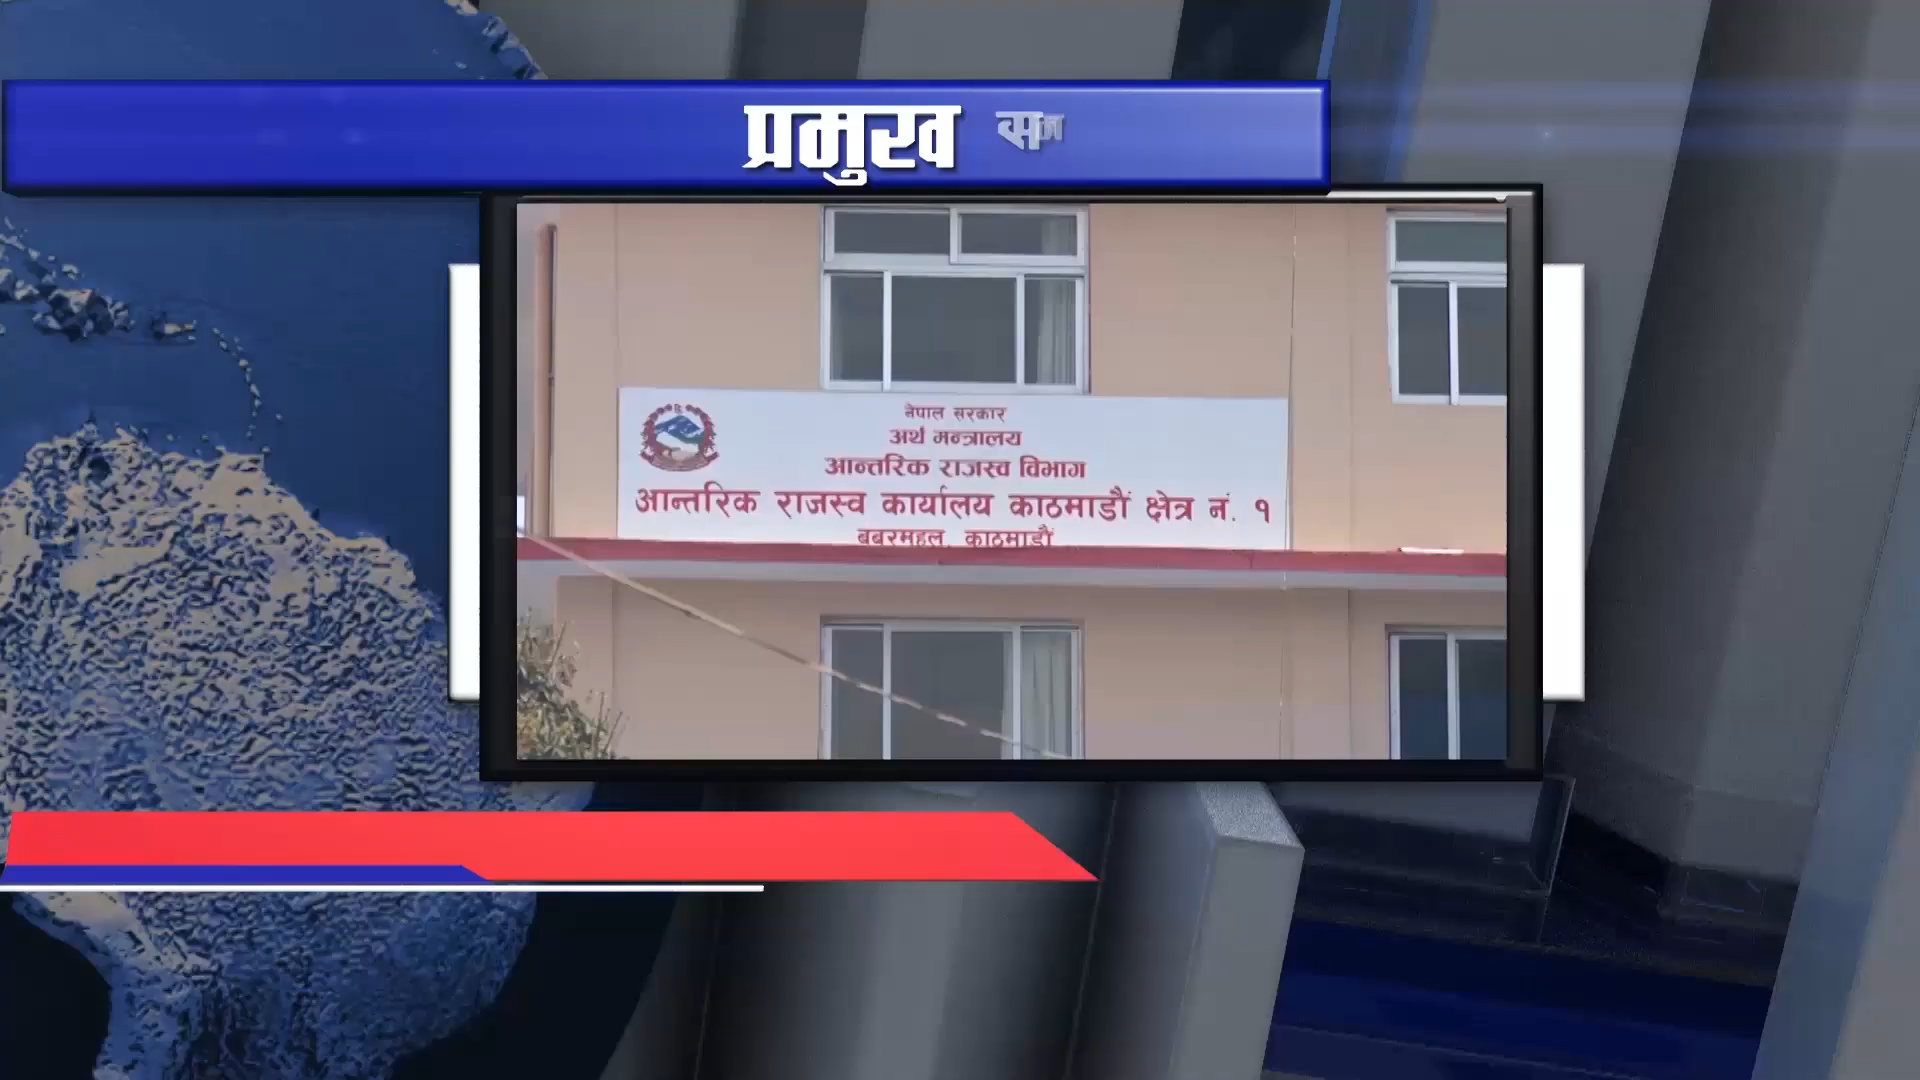 प्रमुख
नेपाल सरकार
अर्थ मन्त्रालय
आन्तरिक राजस्व विभाग
आन्तरिक राजस्व कार्यालय काठमाडौं क्षेत्र नं. १
बबरमहल, काठमाडौं